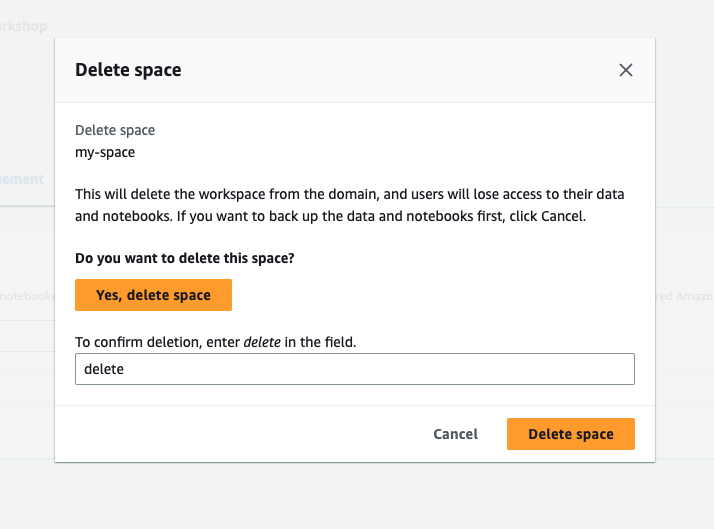 Delete space
Delete space
my-space
This will delete the workspace from the domain, and users will lose access to their data
and notebooks. If you want to back up the data and notebooks first, click Cancel.
Do you want to delete this space?
Yes, delete space
notebooks
red Amazo
To confirm deletion, enter delete in the field.
delete
Cancel
Delete space